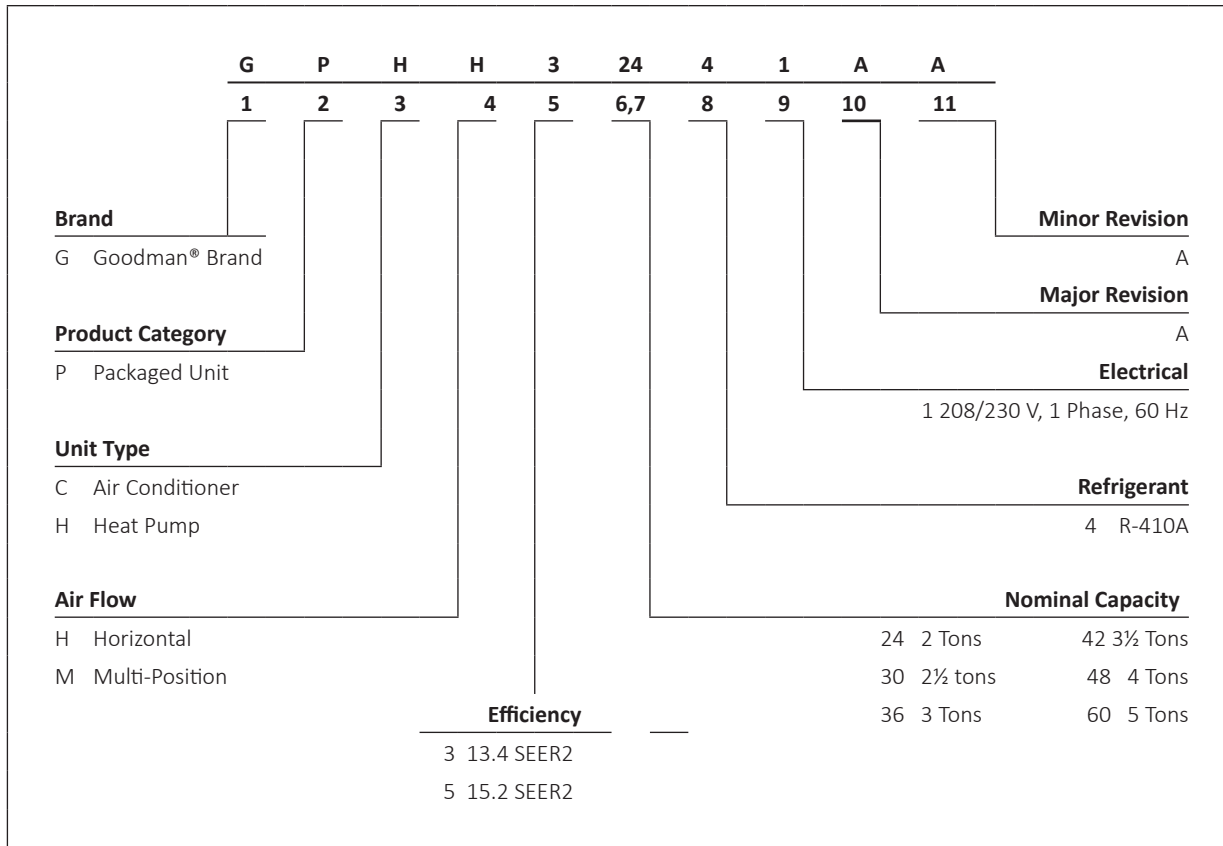 G P H H 3 24 4 1 A A
1 2 3 4 5 6,7 8 9 10 11
Brand
G Goodman® Brand
Product Category
P Packaged Unit
Unit Type
C Air Conditioner
H Heat Pump
Air Flow
H Horizontal
M Multi-Position
Efficiency
3 13.4 SEER2
5 15.2 SEER2
Minor Revision
A
Major Revision
A
Electrical
1 208/230 V, 1 Phase, 60 Hz
Refrigerant
4 R-410A
Nominal Capacity
24 2 Tons 42 3½ Tons
30 2½ tons 48 4 Tons
36 3 Tons 60 5 Tons